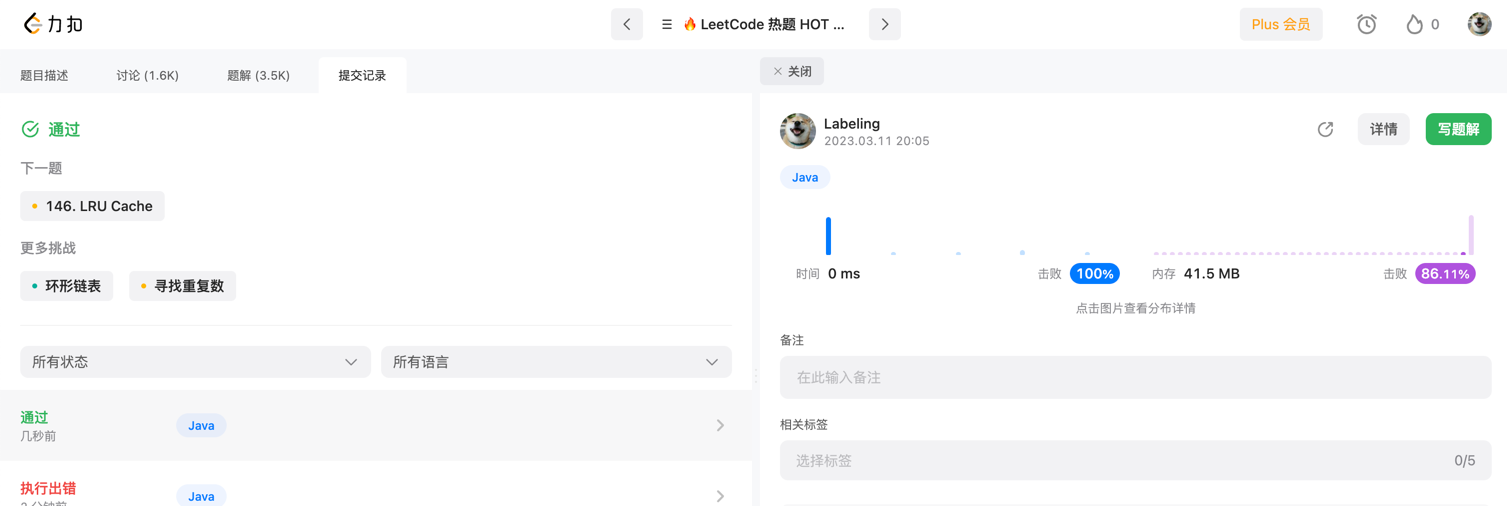 力扣
LeetCode 热题 HOT ...
Plus 会员
0
题目描述
讨论 (1.6K)
题解 (3.5K)
提交记录
关闭
通过
下一题
146. LRU Cache
更多挑战
环形链表
寻找重复数
所有状态
所有语言
通过
几秒前
Java
执行出错
Java
Labeling
2023.03.11 20:05
详情
写题解
Java
时间 0 ms
击败 100%
内存 41.5 MB
击败 86.11%
点击图片查看分布详情
备注
在此输入备注
相关标签
选择标签
0/5